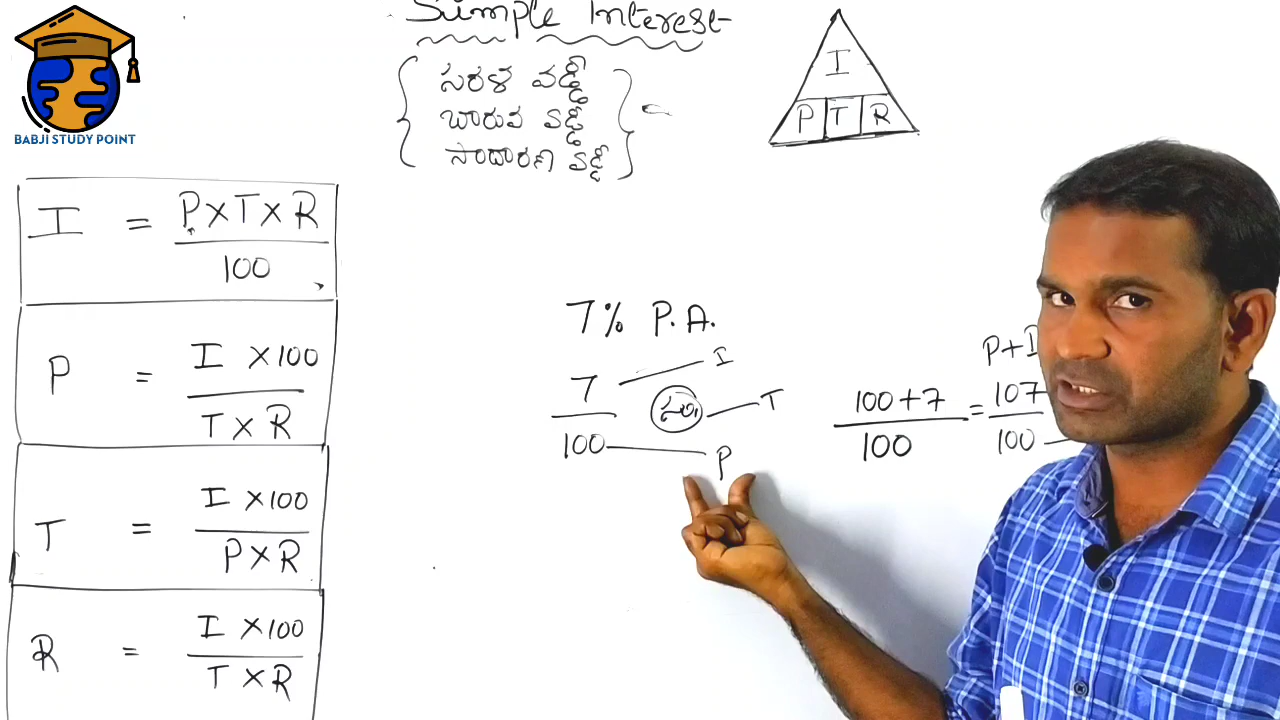 Simple Interest
సరళ వడ్డీ
బారువ వడ్డీ
సాదారణ వడ్డీ
I
P T R
BABJI STUDY POINT
I = P×T×R
100
P = I ×100
T×R
T = I ×100
P×R
R = I ×100
T×R
7% P.A.
7 I
T
100 P
P+I
100+7 = 107
100 100